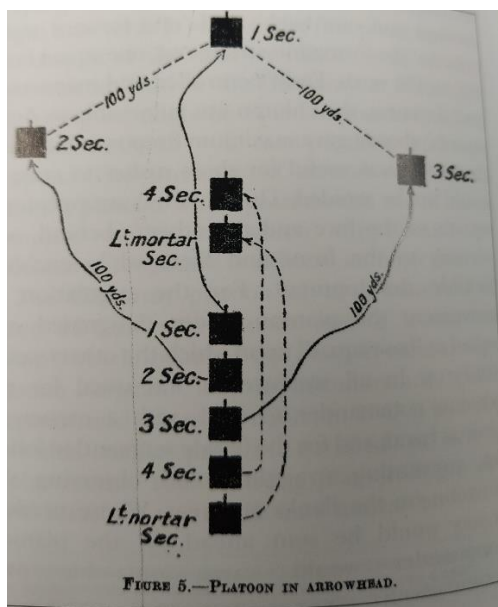 1 Sec.
100 yds.
100 yds.
2 Sec.
3 Sec.
4 Sec.
Lt. mortar
Sec.
100 yds.
100 yds.
1 Sec.
2 Sec.
3 Sec.
4 Sec.
Lt. mortar
Sec.
FIGURE 5.—PLATOON IN ARROWHEAD.